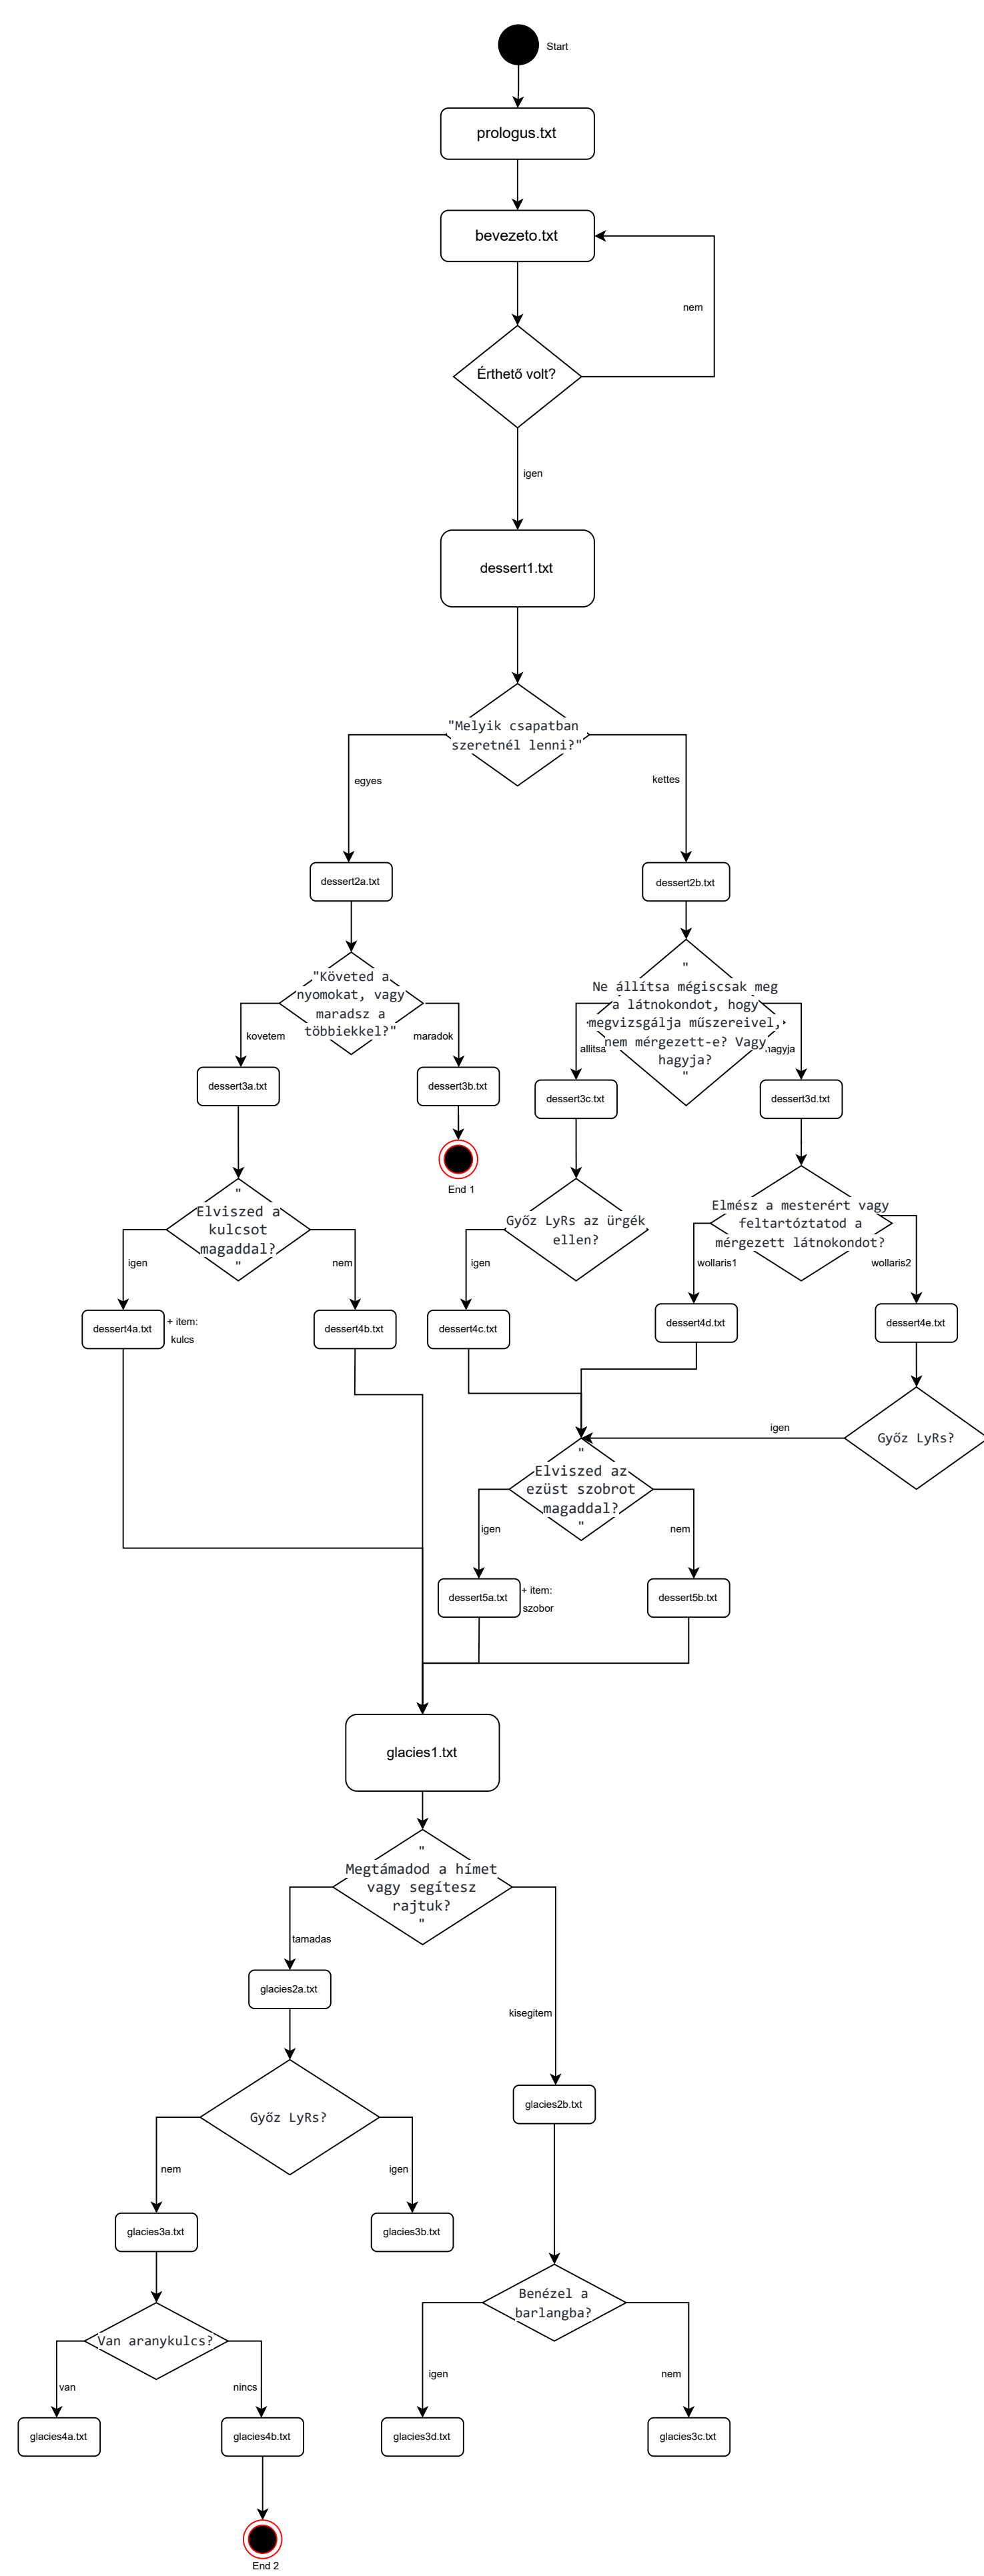 Start
prologus.txt
bevezeto.txt
nem
Érthető volt?
igen
dessert1.txt
"Melyik csapatban
szeretnél lenni?"
egyes
kettes
dessert2a.txt
dessert2b.txt
"Követed a
nyomokat, vagy
maradsz a
többiekkel?"
"
Ne állítsa mégiscsak meg
a látnokondot, hogy
megvizsgálja műszereivel,
nem mérgezett-e? Vagy
hagyja?
"
kovetem
maradok
allitsa
hagyja
dessert3a.txt
dessert3b.txt
dessert3c.txt
dessert3d.txt
End 1
"
Elviszed a
kulcsot
magaddal?
"
Győz LyRs az ürgék
ellen?
Elmész a mesterért vagy
feltartóztatod a
mérgezett látnokondot?
igen
nem
igen
wollaris1
wollaris2
dessert4a.txt
+ item:
kulcs
dessert4b.txt
dessert4c.txt
dessert4d.txt
dessert4e.txt
igen
Győz LyRs?
"
Elviszed az
ezüst szobrot
magaddal?
"
igen
nem
dessert5a.txt
+ item:
szobor
dessert5b.txt
glacies1.txt
"
Megtámadod a hímet
vagy segítesz
rajtuk?
"
tamadas
glacies2a.txt
kisegitem
glacies2b.txt
Győz LyRs?
nem
igen
glacies3a.txt
glacies3b.txt
Benézel a
barlangba?
Van aranykulcs?
van
nincs
igen
nem
glacies4a.txt
glacies4b.txt
glacies3d.txt
glacies3c.txt
End 2